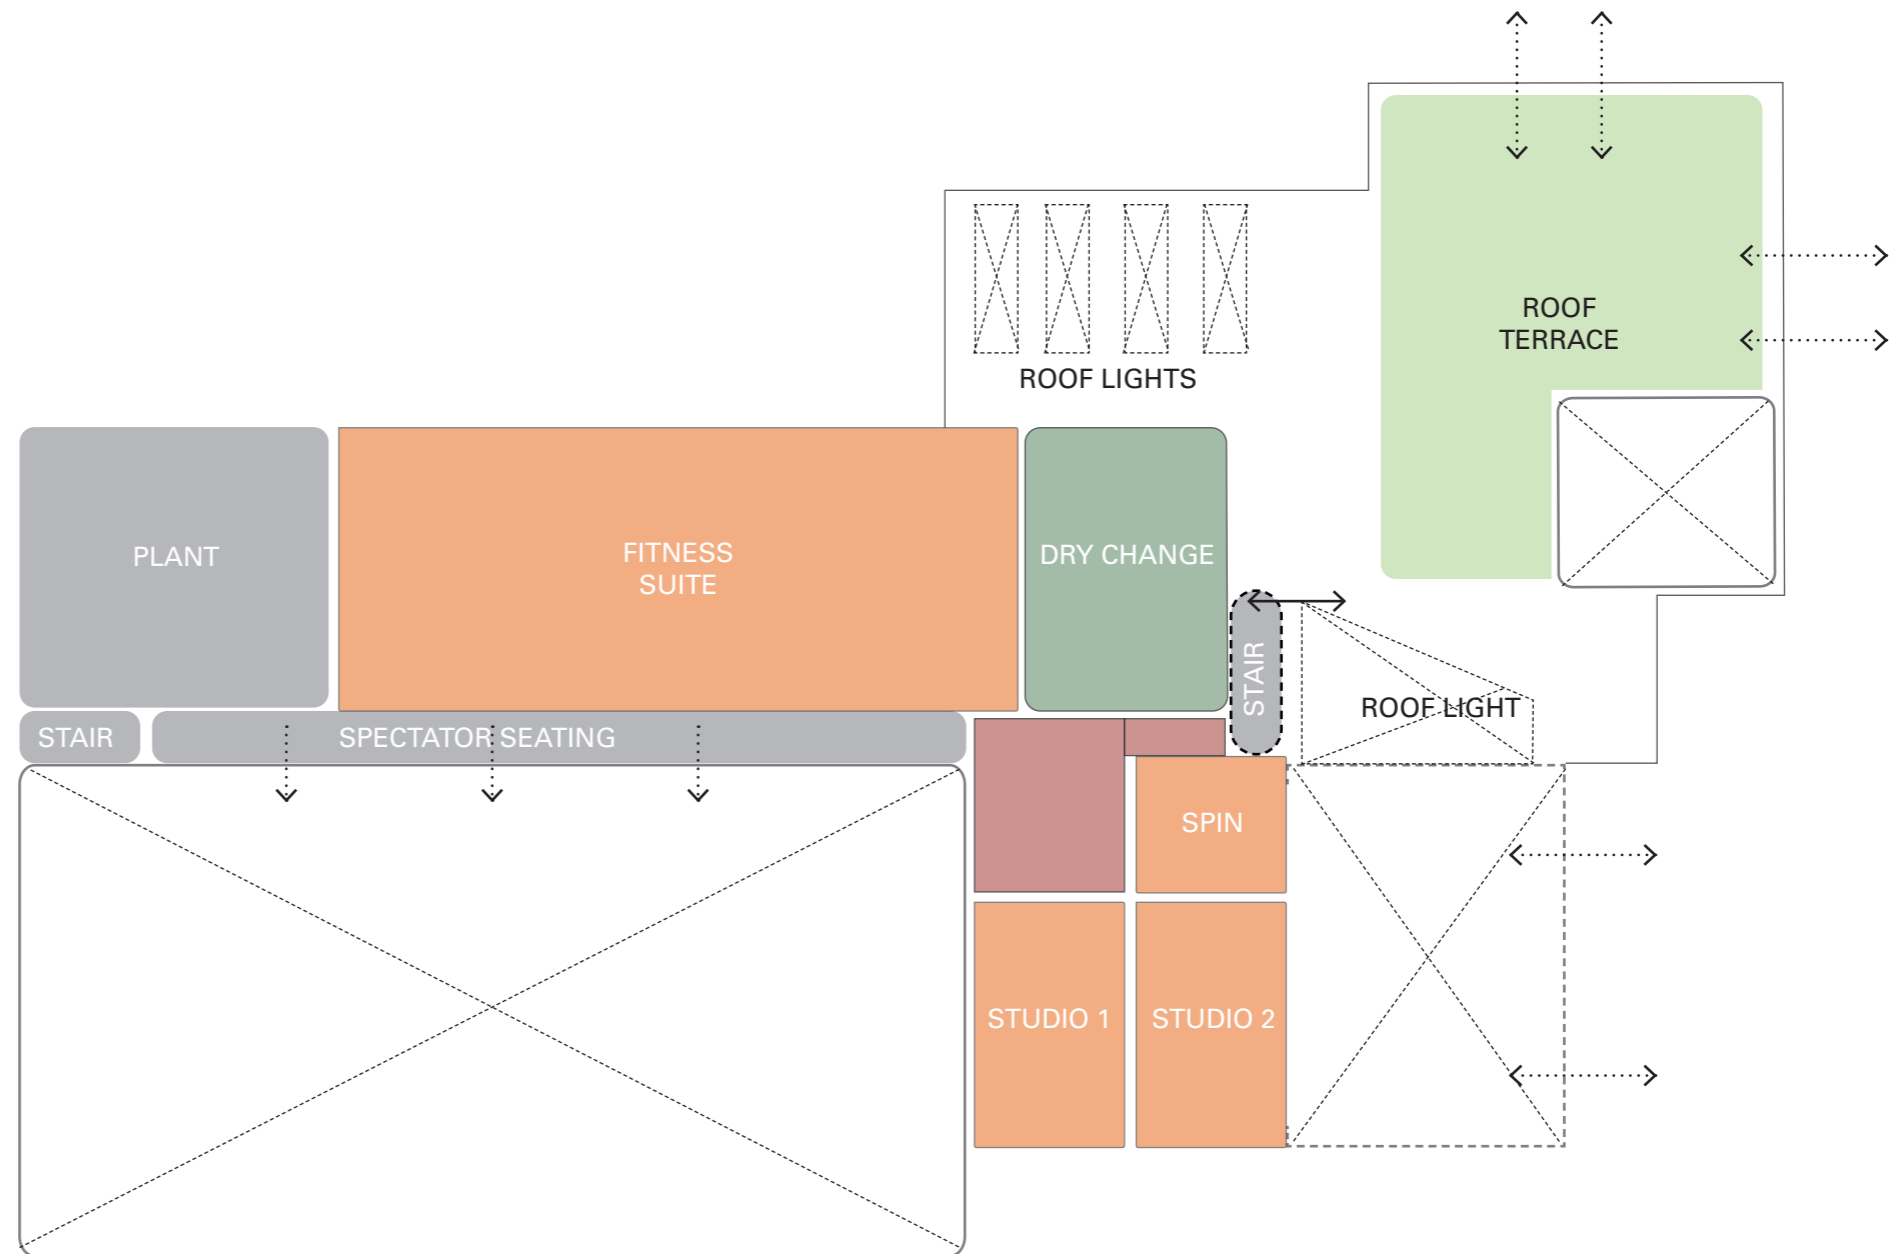 ROOF
TERRACE
ROOF LIGHTS
PLANT
FITNESS
SUITE
DRY CHANGE
STAIR
ROOF LIGHT
STAIR
SPECTATOR SEATING
SPIN
STUDIO 1
STUDIO 2